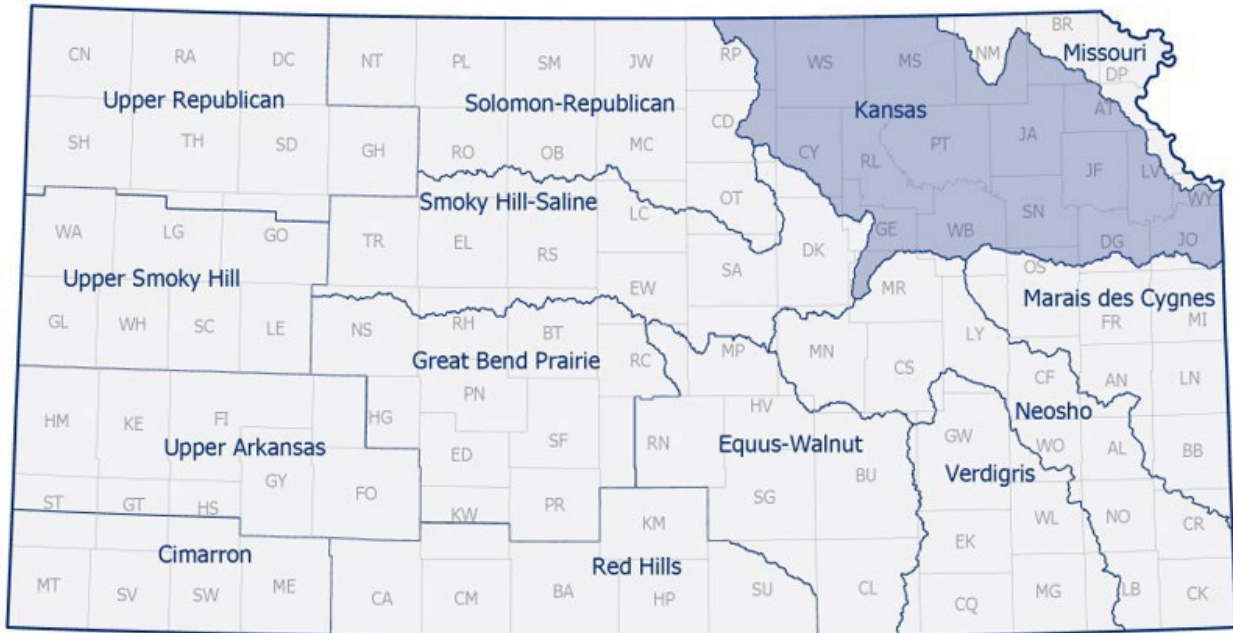 CN RA DC NT PL SM JW RP WS MS NM BR
Missouri
DP
Upper Republican Solomon-Republican Kansas
AT
SH TH SD GH RO OB MC CD CY RL PT JA JF LV
WY
Smoky Hill-Saline
LC OT SN
WA LG GO TR EL RS SA DK GE WB DG JO
Upper Smoky Hill
EW MR OS
Marais des Cygnes
GL WH SC LE NS RH BT RC MP MN CS LY FR MI
Great Bend Prairie
CF AN LN
HM KE FI HG PN HV
Neosho
Upper Arkansas ED SF RN Equus-Walnut GW WO AL BB
GY FO SG BU Verdigris
ST GT HS KW PR KM WL NO CR
Cimarron Red Hills
EK
MT SV SW ME CA CM BA HP SU CL CQ MG LB CK